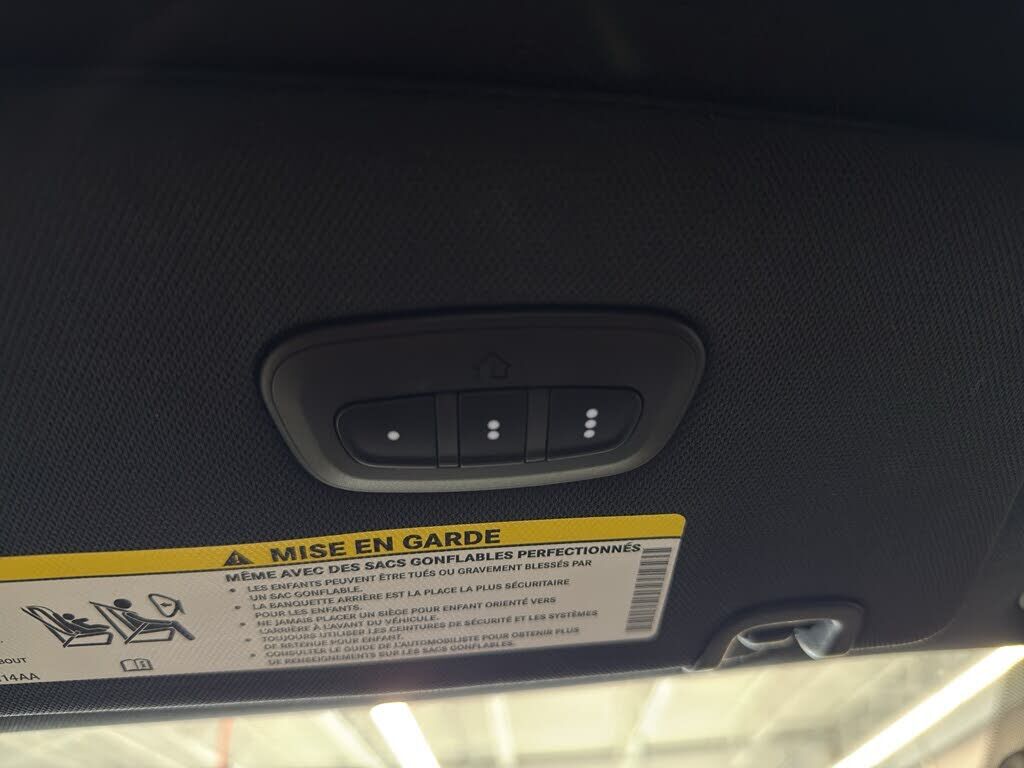 MISE EN GARDE
MÊME AVEC DES SACS GONFLABLES PERFECTIONNÉS
• LES ENFANTS PEUVENT ÊTRE TUÉS OU GRAVEMENT BLESSÉS PAR
UN SAC GONFLABLE.
• LA BANQUETTE ARRIÈRE EST LA PLACE LA PLUS SÉCURITAIRE
POUR LES ENFANTS.
• NE JAMAIS PLACER UN SIÈGE POUR ENFANT ORIENTÉ VERS
L'ARRIÈRE À L'AVANT DU VÉHICULE.
• TOUJOURS UTILISER LES CEINTURES DE SÉCURITÉ ET LES SYSTÈMES
DE RETENUE POUR ENFANT.
• CONSULTER LE GUIDE DE L'AUTOMOBILISTE POUR OBTENIR PLUS
DE RENSEIGNEMENTS SUR LES SACS GONFLABLES.
BOUT
14AA